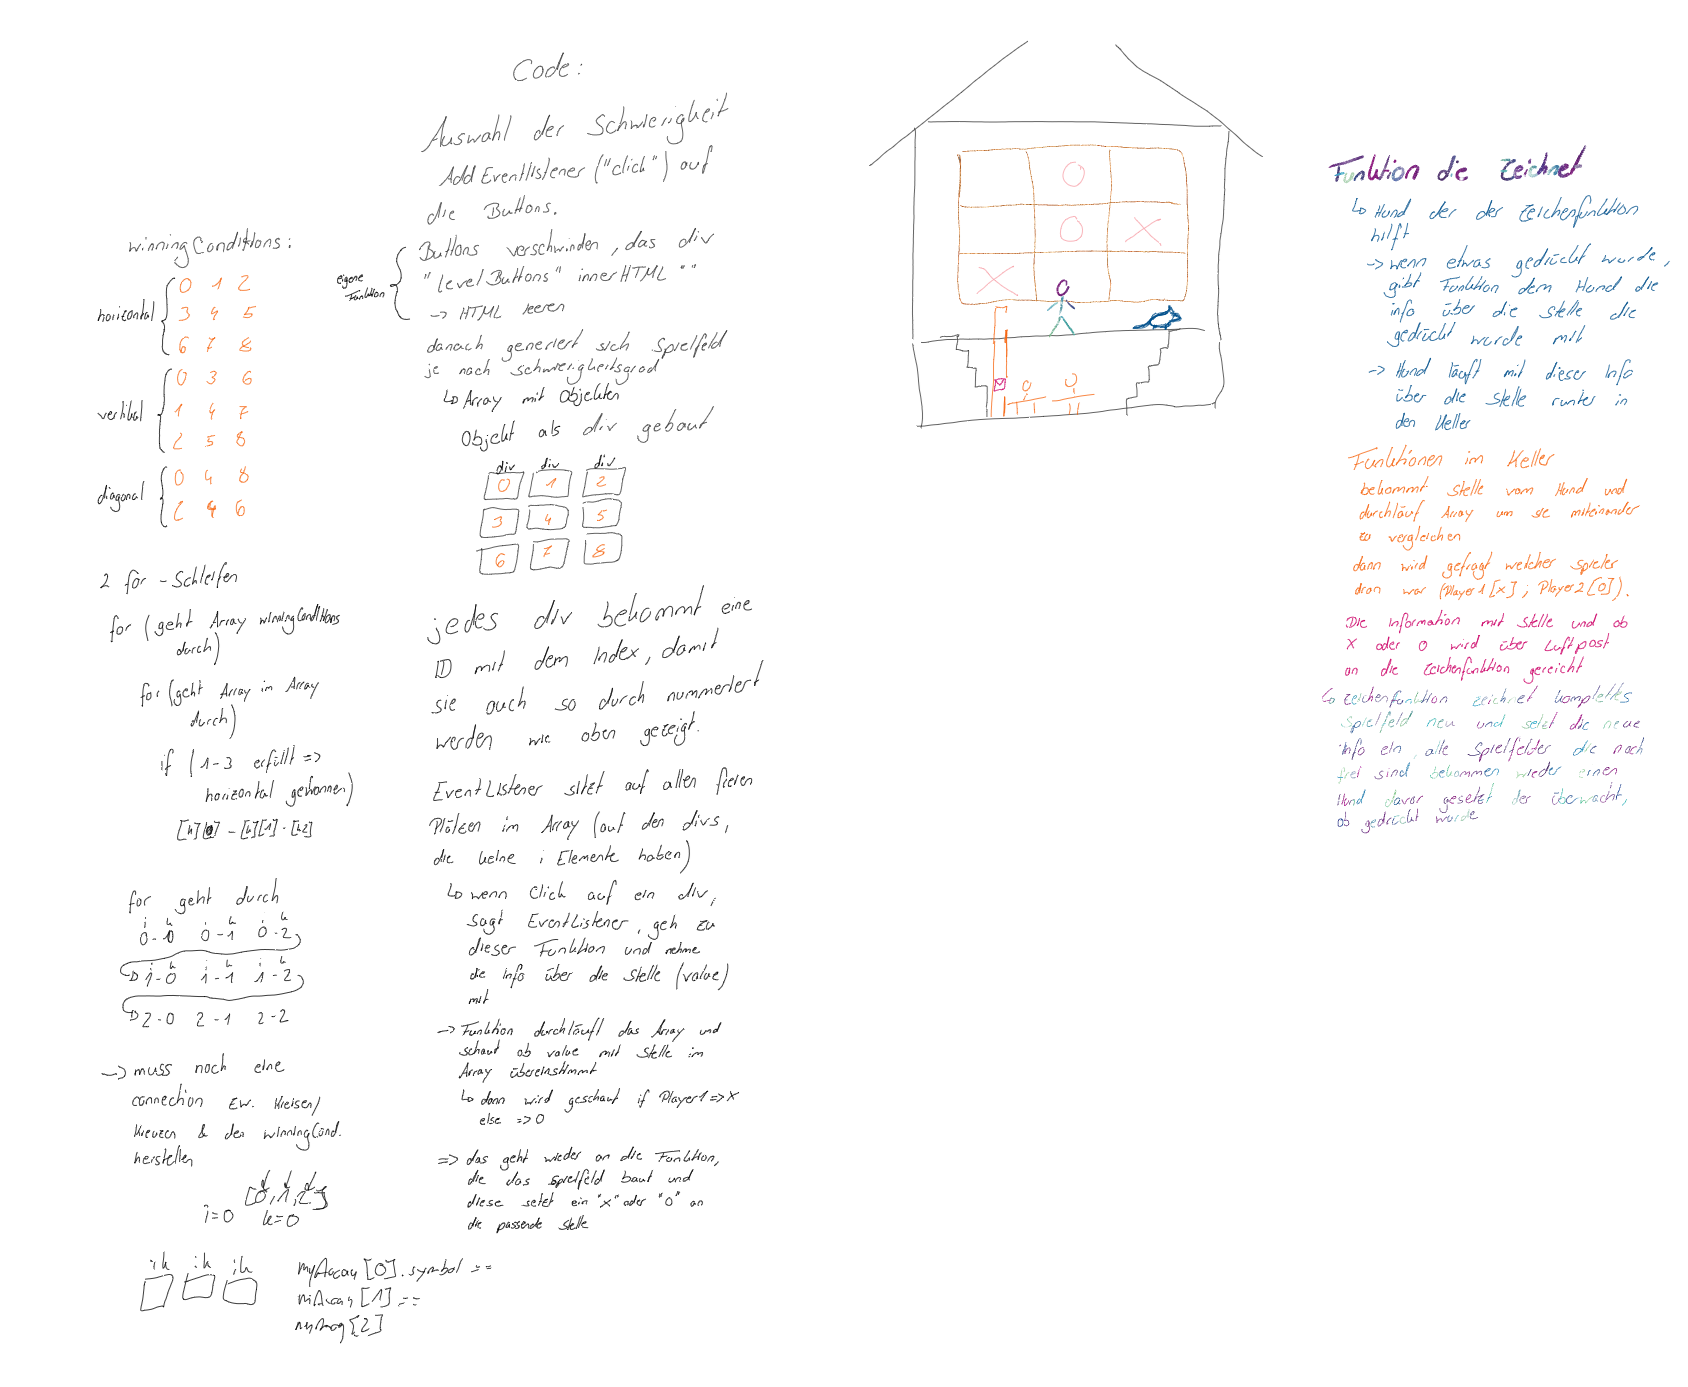 winningConditions:
horizontal
0 1 2
3 4 5
6 7 8
vertikal
0 3 6
1 4 7
2 5 8
diagonal
0 4 8
2 4 6
2 for - Schleifen
for (geht Array winningConditions
durch)
for (geht Array in Array
durch)
if (1-3 erfüllt =>
horizontal gewonnen)
for geht durch
i k i k i k
0-0 0-1 0-2
i k i k i k
1-0 1-1 1-2
2-0 2-1 2-2
-> muss noch eine
connection zw. Kreisen/
Kreuzen & den winningCond.
herstellen
[0,1,2]
i=0 k=0
ik ik ik
myArray[0].symbol ==
[1] ==
[2]
Code:
Auswahl der Schwierigkeit
Add EventListener ("click") auf
die Buttons.
eigene
Funktion
Buttons verschwinden, das div
"levelButtons" innerHTML ""
-> HTML leeren
danach generiert sich Spielfeld
je nach Schwierigkeitsgrad
↳ Array mit Objekten
Objekt als div gebaut
div div div
0 1 2
3 4 5
6 7 8
jedes div bekommt eine
ID mit dem Index, damit
sie auch so durch nummeriert
werden wie oben gezeigt.
EventListener sitzt auf allen freien
Plätzen im Array (auf den divs,
die keine i Elemente haben)
↳ wenn Click auf ein div,
sagt EventListener, geh zu
dieser Funktion und nehme
die Info über die Stelle (value)
mit
-> Funktion durchläuft das Array und
schaut ob value mit Stelle im
Array übereinstimmt
↳ dann wird geschaut if Player1 => X
else => O
=> das geht wieder an die Funktion,
die das Spielfeld baut und
diese setzt ein "X" oder "O" an
die passende Stelle
Funktion die Zeichnet
↳ Hund der der Zeichenfunktion
hilft
-> wenn etwas gedrückt wurde,
gibt Funktion dem Hund die
info über die Stelle die
gedrückt wurde mit
-> Hund läuft mit dieser Info
über die Stelle runter in
den Keller
Funktionen im Keller
bekommt Stelle vom Hund und
durchläuf Array um sie miteinander
zu vergleichen
dann wird gefragt welcher Spieler
dran war (Player1[X]; Player2[O]).
Die Information mit Stelle und ob
X oder O wird über Luftpost
an die Zeichenfunktion gereicht
↳ Zeichenfunktion zeichnet komplettes
Spielfeld neu und setzt die neue
Info ein, alle Spielfelder die noch
frei sind bekommen wieder einen
Hund davor gesetzt der überwacht,
ob gedrückt wurde